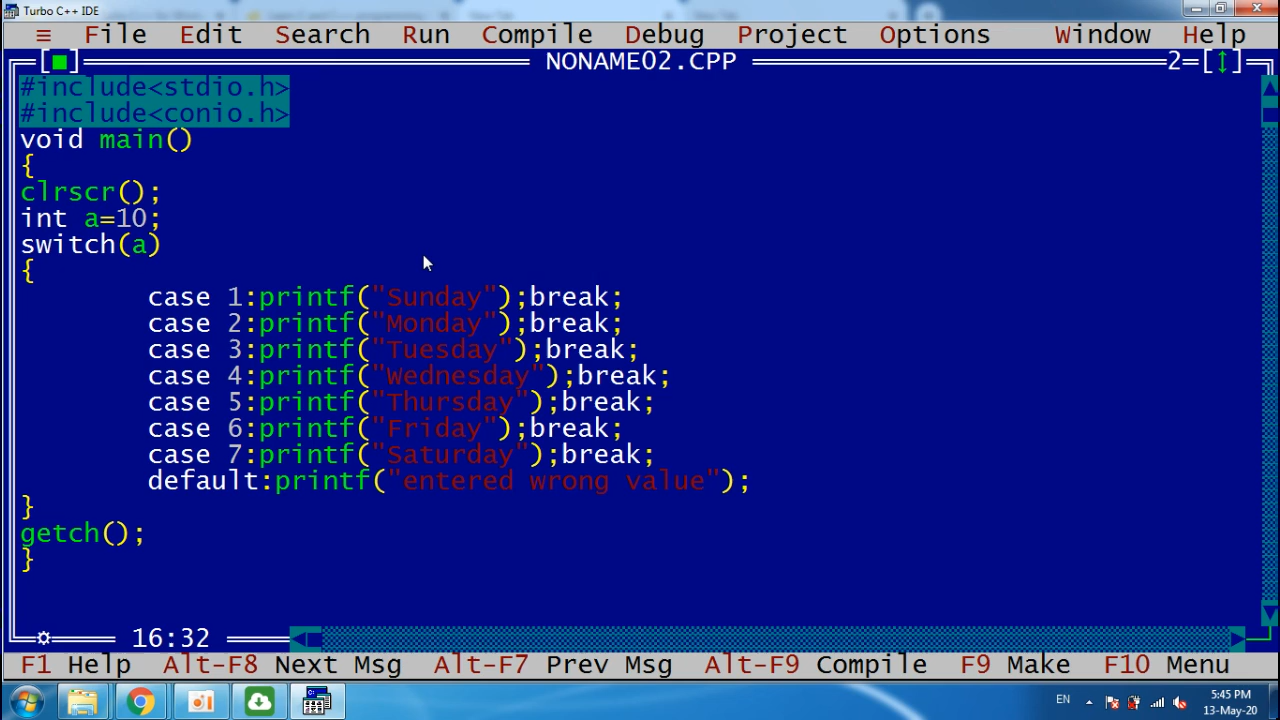 Turbo C++ IDE
≡ File Edit Search Run Compile Debug Project Options Window Help
NONAME02.CPP 2
#include<stdio.h>
#include<conio.h>
void main()
{
clrscr();
int a=10;
switch(a)
{
case 1:printf("Sunday");break;
case 2:printf("Monday");break;
case 3:printf("Tuesday");break;
case 4:printf("Wednesday");break;
case 5:printf("Thursday");break;
case 6:printf("Friday");break;
case 7:printf("Saturday");break;
default:printf("entered wrong value");
}
getch();
}
16:32
F1 Help Alt-F8 Next Msg Alt-F7 Prev Msg Alt-F9 Compile F9 Make F10 Menu
EN
5:45 PM
13-May-20